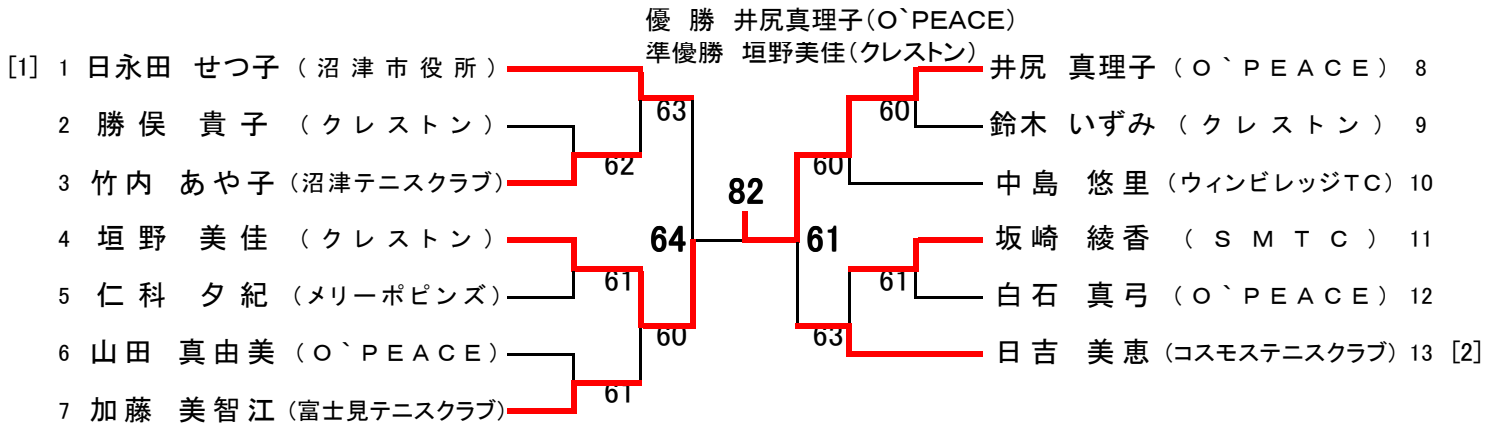 優 勝 井尻真理子(O`PEACE)
準優勝 垣野美佳(クレストン)
[1] 1 日永田 せつ子 (沼津市役所)
2 勝俣 貴子 (クレストン)
3 竹内 あや子 (沼津テニスクラブ)
4 垣野 美佳 (クレストン)
5 仁科 夕紀 (メリーポピンズ)
6 山田 真由美 (O`PEACE)
7 加藤 美智江 (富士見テニスクラブ)
63
62
61
60
61
64
82
61
60
60
61
63
井尻 真理子 (O`PEACE) 8
鈴木 いずみ (クレストン) 9
中島 悠里 (ウィンビレッジTC) 10
坂崎 綾香 (SMTC) 11
白石 真弓 (O`PEACE) 12
日吉 美恵 (コスモステニスクラブ) 13 [2]